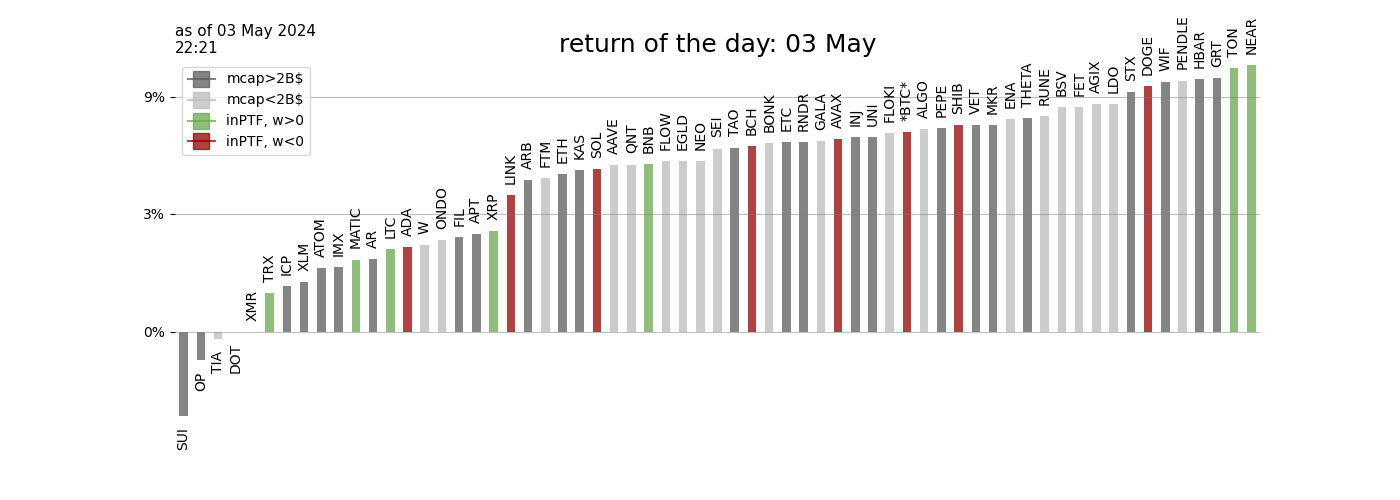 as of 03 May 2024
22:21
return of the day: 03 May
mcap>2B$
mcap<2B$
inPTF, w>0
inPTF, w<0
9%
3%
0%
SUI
OP
TIA
DOT
XMR
TRX
ICP
XLM
ATOM
IMX
MATIC
AR
LTC
ADA
W
ONDO
FIL
APT
XRP
LINK
ARB
FTM
ETH
KAS
SOL
AAVE
QNT
BNB
FLOW
EGLD
NEO
SEI
TAO
BCH
BONK
ETC
RNDR
GALA
AVAX
INJ
UNI
FLOKI
*BTC*
ALGO
PEPE
SHIB
VET
MKR
ENA
THETA
RUNE
BSV
FET
AGIX
LDO
STX
DOGE
WIF
PENDLE
HBAR
GRT
TON
NEAR